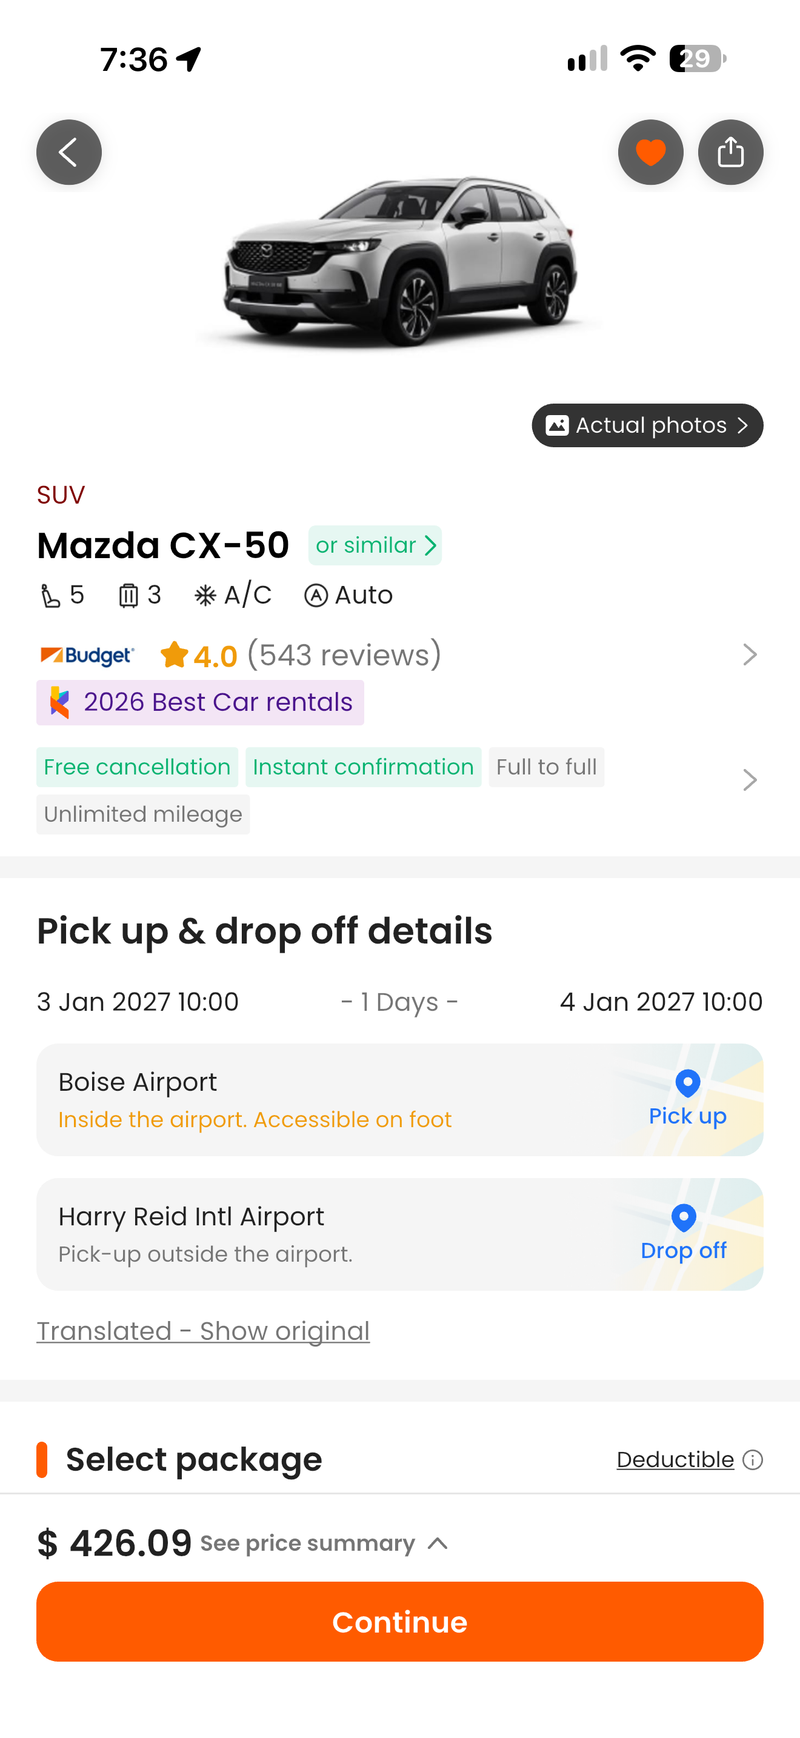 7:36
29
Actual photos
SUV
Mazda CX-50 or similar
5 3 A/C Auto
Budget 4.0 (543 reviews)
2026 Best Car rentals
Free cancellation Instant confirmation Full to full
Unlimited mileage
Pick up & drop off details
3 Jan 2027 10:00 - 1 Days - 4 Jan 2027 10:00
Boise Airport
Inside the airport. Accessible on foot
Pick up
Harry Reid Intl Airport
Pick-up outside the airport.
Drop off
Translated - Show original
Select package Deductible
$ 426.09 See price summary
Continue